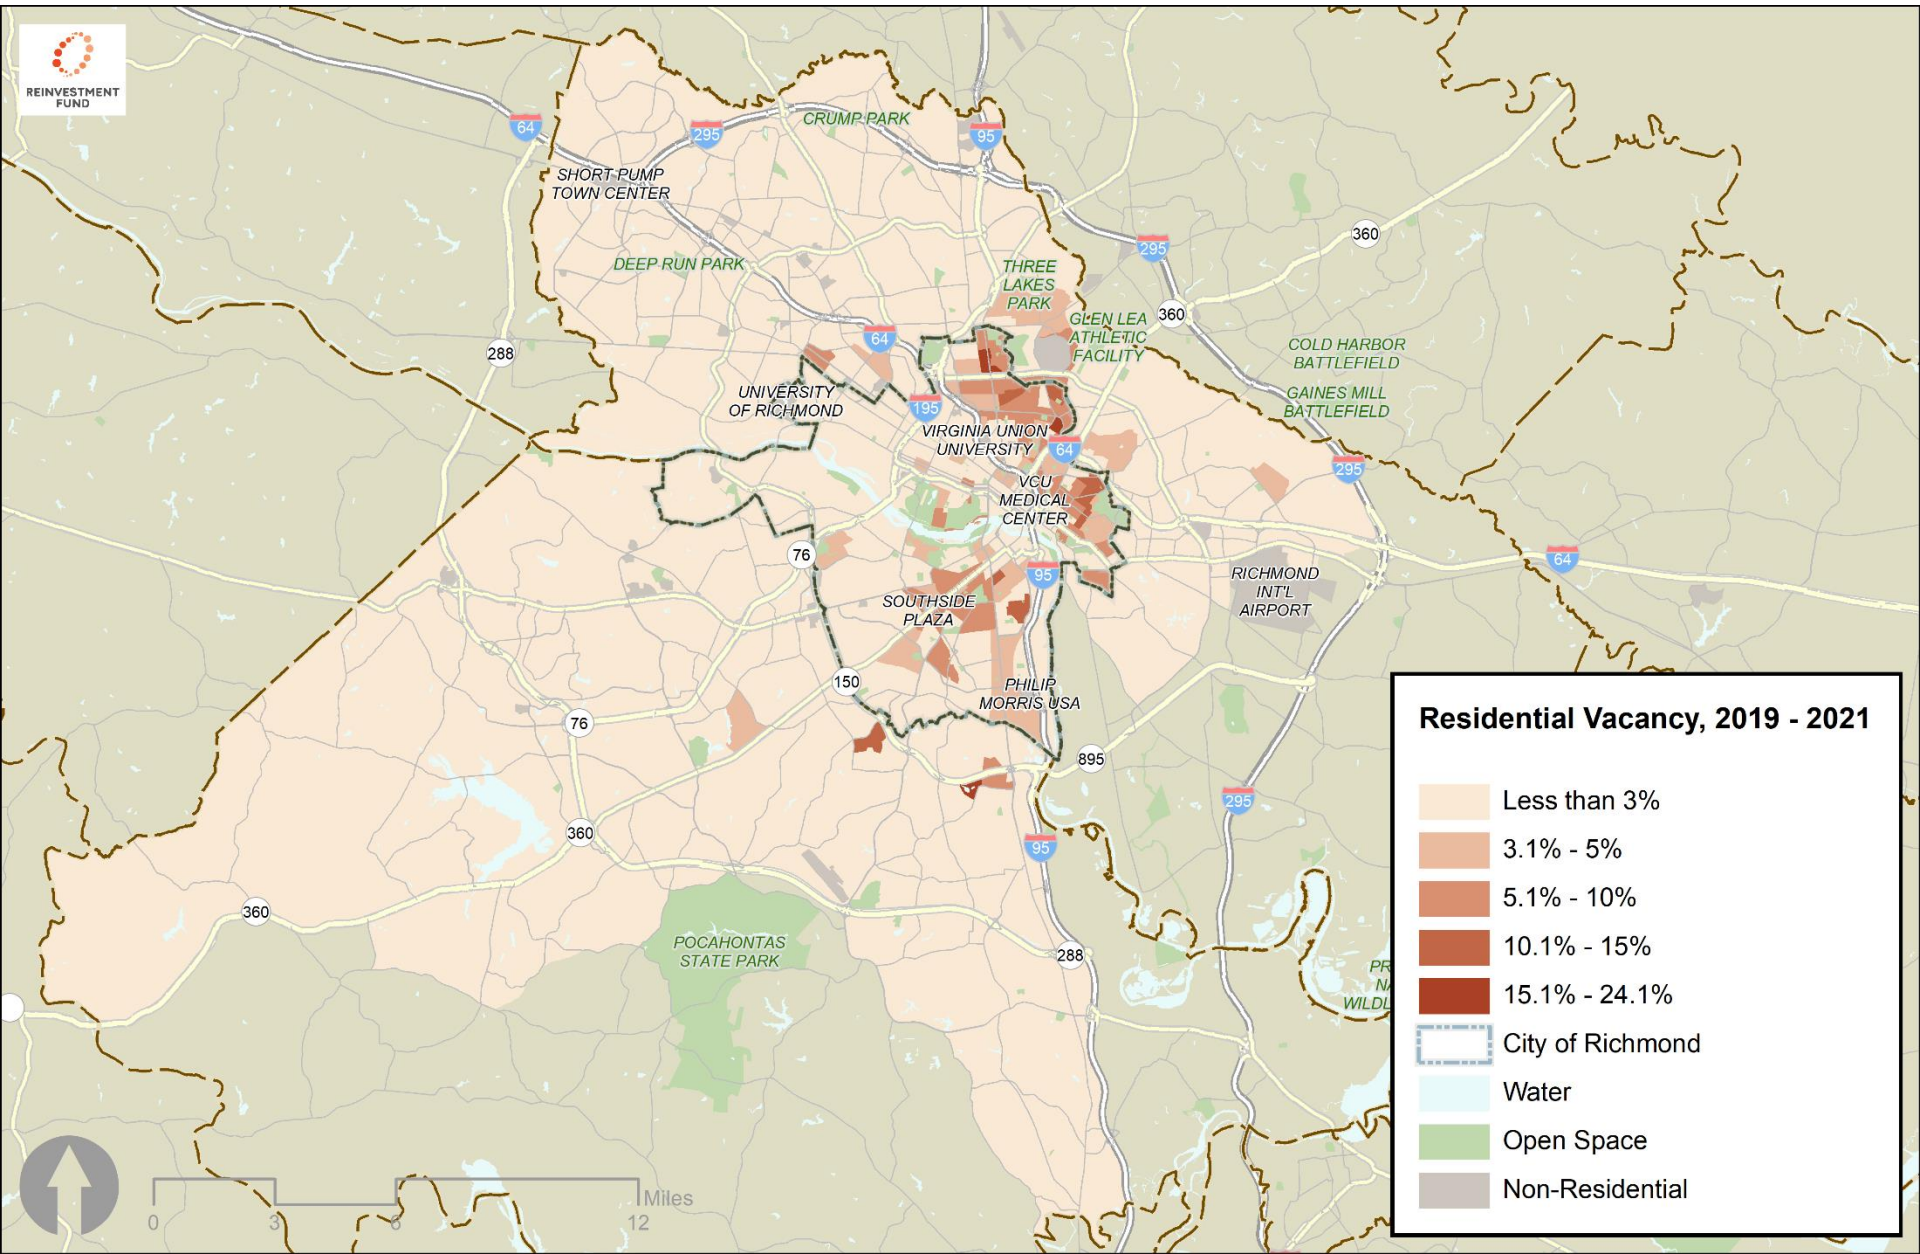 REINVESTMENT
FUND
64
295
CRUMP PARK
95
SHORT PUMP
TOWN CENTER
360
295
DEEP RUN PARK
THREE
LAKES
PARK
360
GLEN LEA
ATHLETIC
FACILITY
64
288
COLD HARBOR
BATTLEFIELD
UNIVERSITY
OF RICHMOND
195
GAINES MILL
BATTLEFIELD
VIRGINIA UNION
UNIVERSITY
64
295
VCU
MEDICAL
CENTER
76
64
95
RICHMOND
INT'L
AIRPORT
SOUTHSIDE
PLAZA
150
PHILIP
MORRIS USA
76
895
295
360
95
360
POCAHONTAS
STATE PARK
288
PR
NA
WILDL
Residential Vacancy, 2019 - 2021
Less than 3%
3.1% - 5%
5.1% - 10%
10.1% - 15%
15.1% - 24.1%
City of Richmond
Water
Open Space
Non-Residential
Miles
0 3 6 12